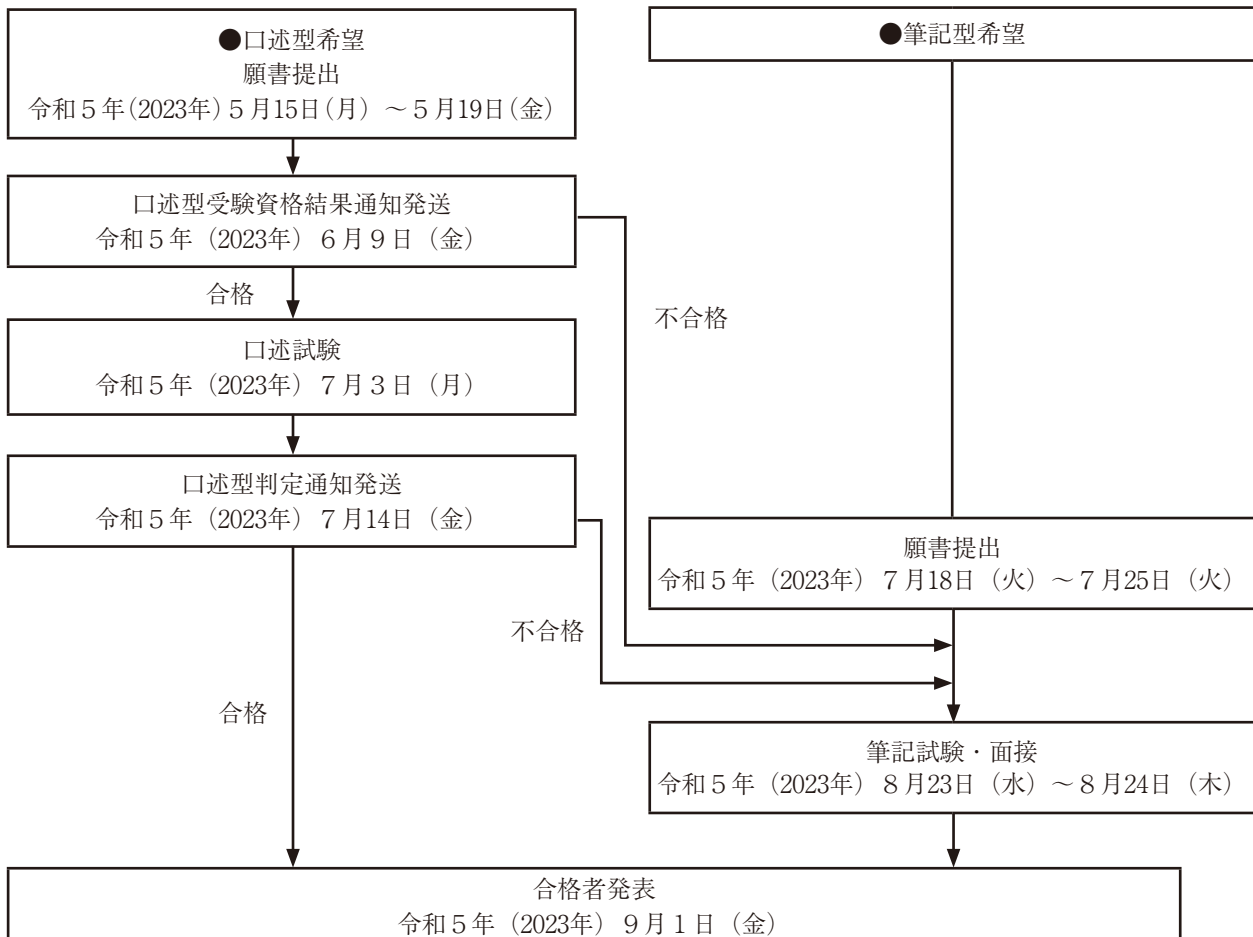 ●口述型希望
願書提出
令和５年(2023年)５月15日(月) ～５月19日(金)
●筆記型希望
口述型受験資格結果通知発送
令和５年（2023年）６月９日（金）
合格
不合格
口述試験
令和５年（2023年）７月３日（月）
口述型判定通知発送
令和５年（2023年）７月14日（金）
願書提出
令和５年（2023年）７月18日（火）～７月25日（火）
不合格
合格
筆記試験・面接
令和５年（2023年）８月23日（水）～８月24日（木）
合格者発表
令和５年（2023年）９月１日（金）